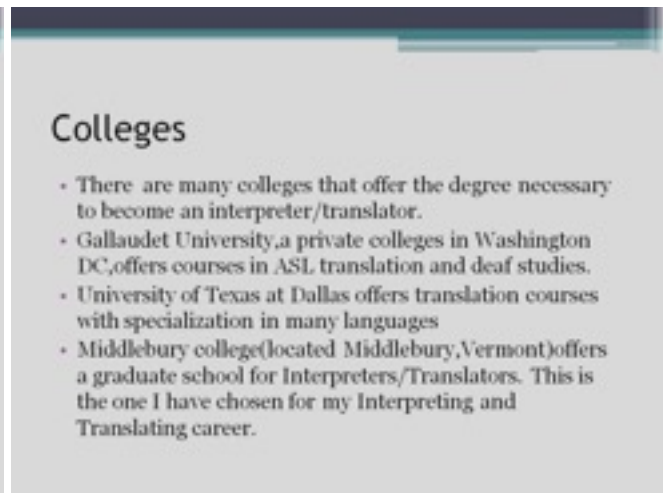 Colleges
• There are many colleges that offer the degree necessary
to become an interpreter/translator.
• Gallaudet University,a private colleges in Washington
DC,offers courses in ASL translation and deaf studies.
• University of Texas at Dallas offers translation courses
with specialization in many languages
• Middlebury college(located Middlebury,Vermont)offers
a graduate school for Interpreters/Translators. This is
the one I have chosen for my Interpreting and
Translating career.